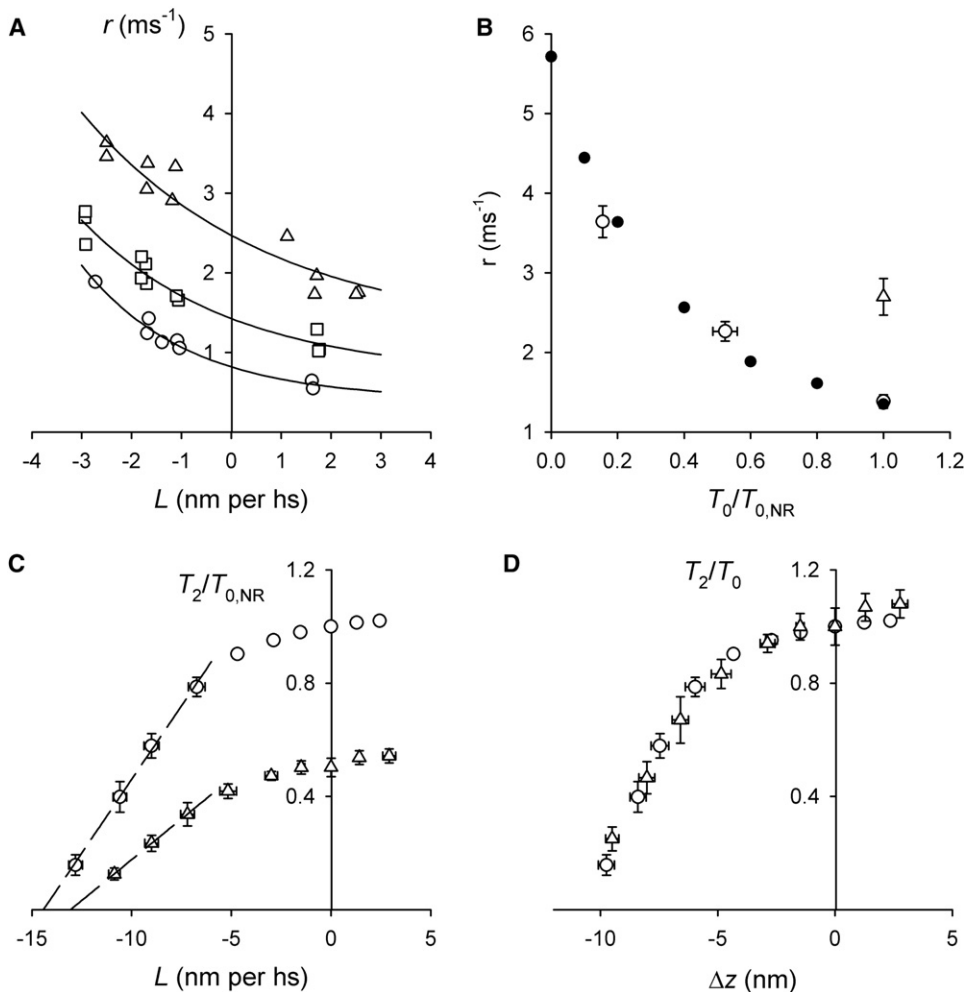 A
r (ms⁻¹)
5
4
3
2
1
-4 -3 -2 -1 0 1 2 3 4
L (nm per hs)
B
6
5
4
3
2
1
r (ms⁻¹)
0.0 0.2 0.4 0.6 0.8 1.0 1.2
T₀/T₀,NR
C
T₂/T₀,NR
1.2
0.8
0.4
-15 -10 -5 0 5
L (nm per hs)
D
T₂/T₀
1.2
0.8
0.4
-10 -5 0 5
Δz (nm)